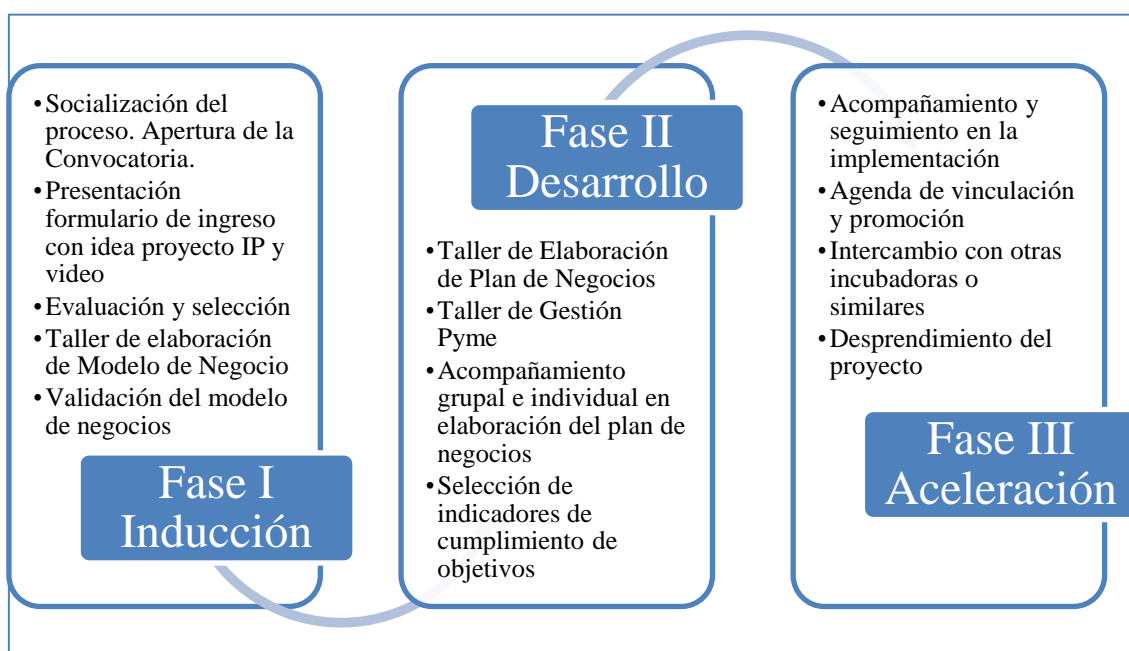 •Socialización del
proceso. Apertura de la
Convocatoria.
•Presentación
formulario de ingreso
con idea proyecto IP y
video
•Evaluación y selección
•Taller de elaboración
de Modelo de Negocio
•Validación del modelo
de negocios
Fase I
Inducción
Fase II
Desarrollo
•Taller de Elaboración
de Plan de Negocios
•Taller de Gestión
Pyme
•Acompañamiento
grupal e individual en
elaboración del plan de
negocios
•Selección de
indicadores de
cumplimiento de
objetivos
•Acompañamiento y
seguimiento en la
implementación
•Agenda de vinculación
y promoción
•Intercambio con otras
incubadoras o
similares
•Desprendimiento del
proyecto
Fase III
Aceleración